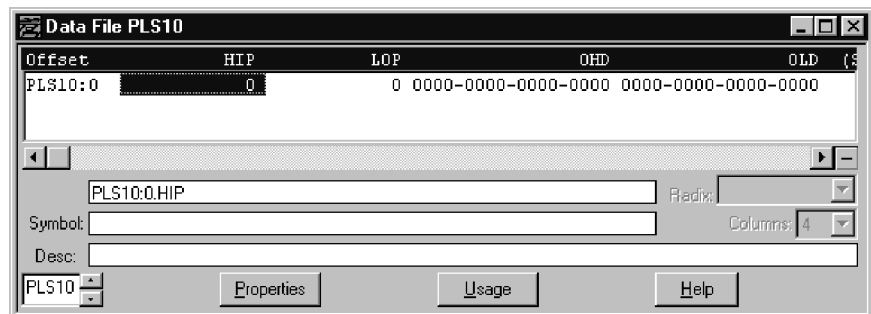 Data File PLS10
Offset HIP LOP OHD OLD (S
PLS10:0 0 0 0000-0000-0000-0000 0000-0000-0000-0000
PLS10:0.HIP Radix:
Symbol: Columns: 4
Desc:
PLS10 Properties Usage Help